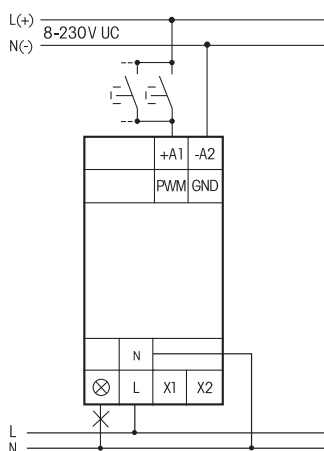 L(+)
8-230V UC
N(-)
+A1 -A2
PWM GND
N
L X1 X2
L
N